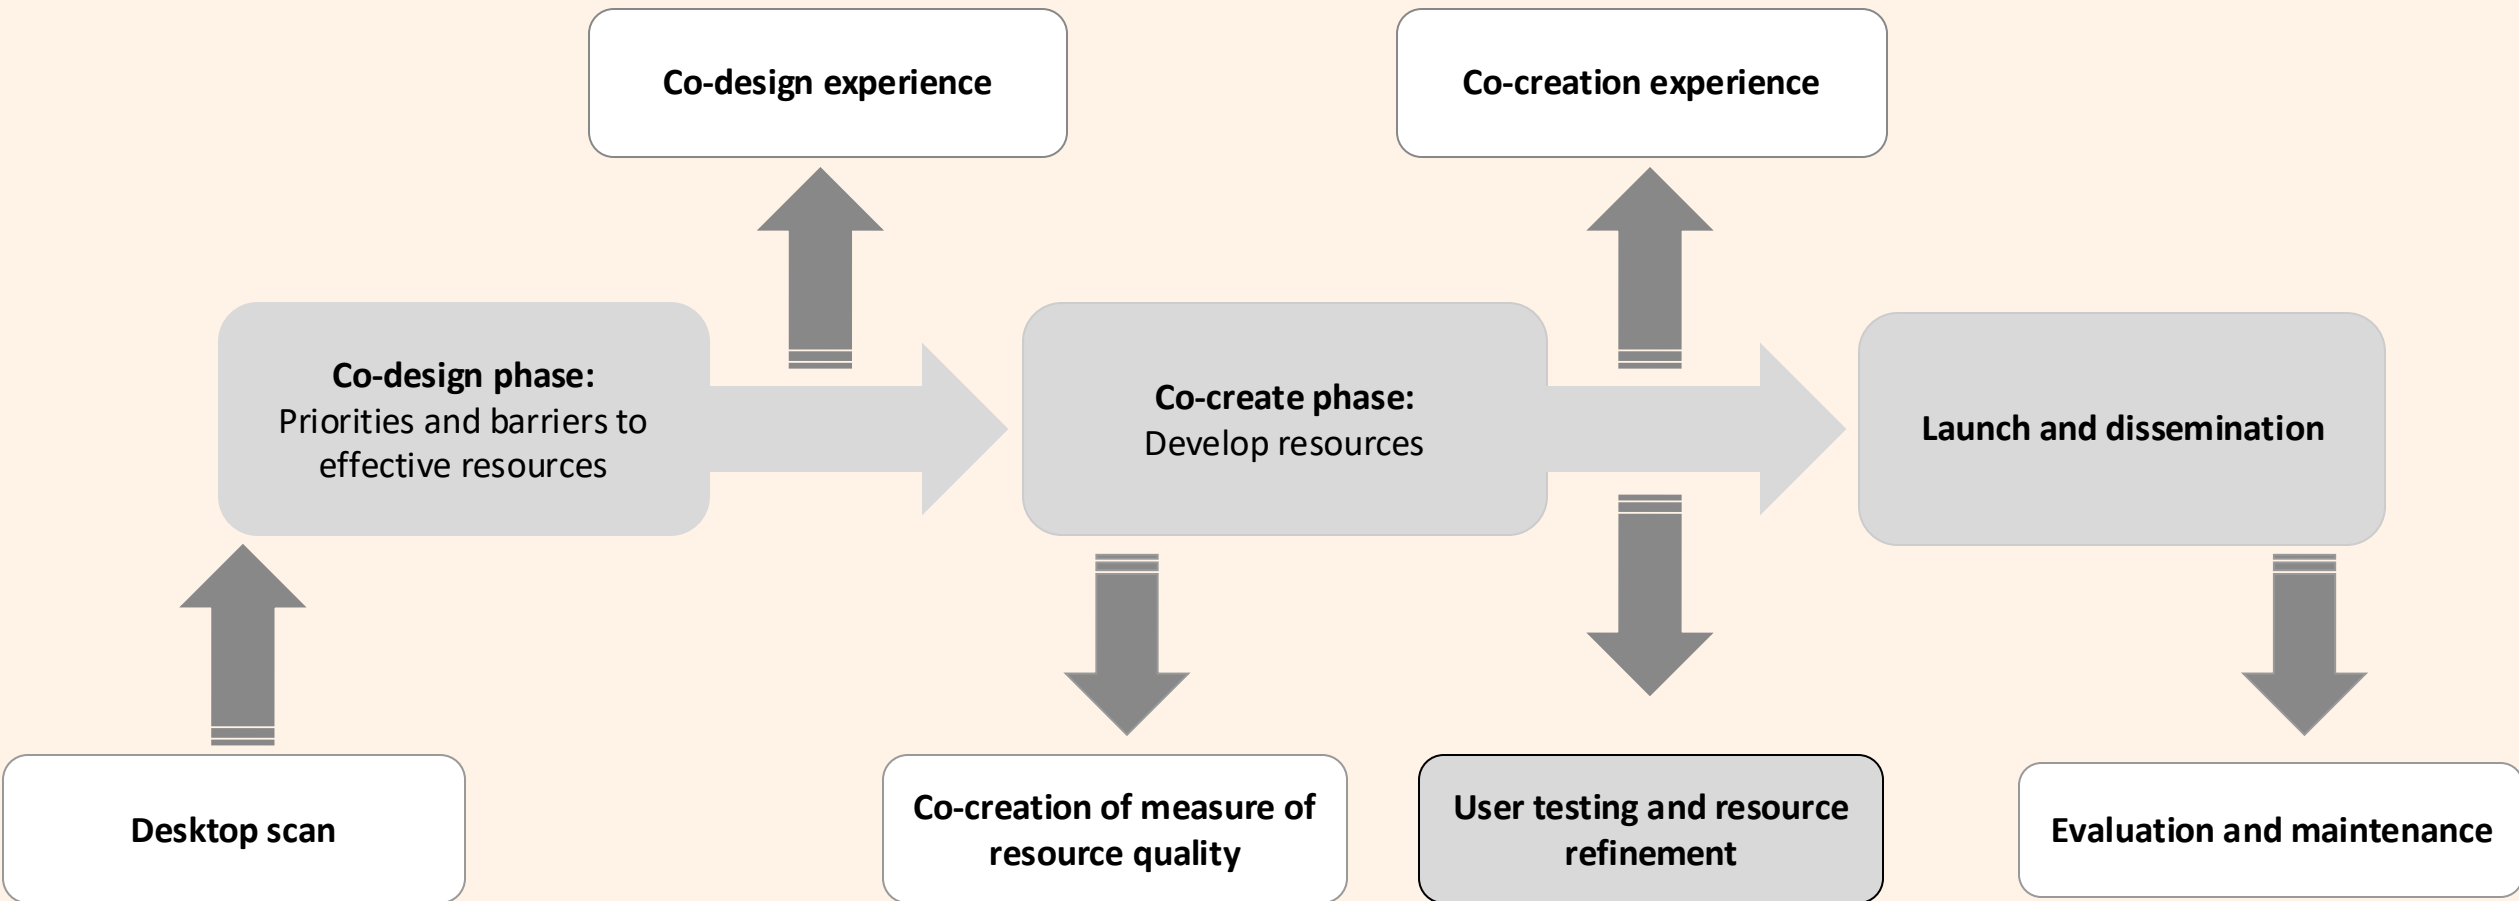 Co-design experience
Co-creation experience
Co-design phase:
Priorities and barriers to
effective resources
Co-create phase:
Develop resources
Launch and dissemination
Desktop scan
Co-creation of measure of
resource quality
User testing and resource
refinement
Evaluation and maintenance